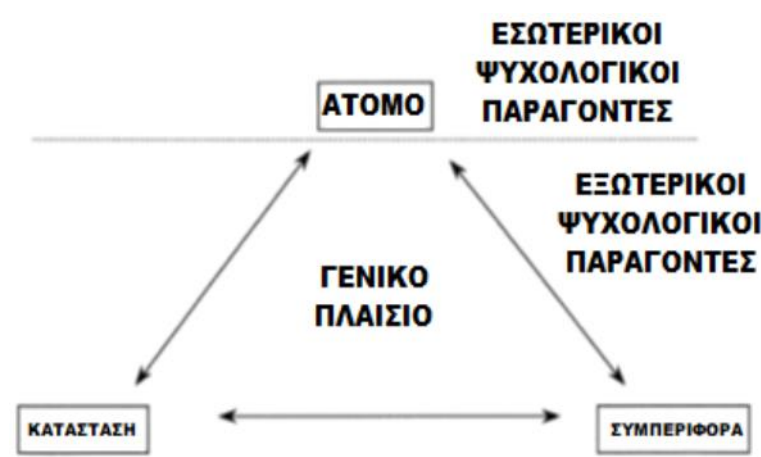 ΕΣΩΤΕΡΙΚΟΙ
ΨΥΧΟΛΟΓΙΚΟΙ
ΠΑΡΑΓΟΝΤΕΣ
ΑΤΟΜΟ
ΕΞΩΤΕΡΙΚΟΙ
ΨΥΧΟΛΟΓΙΚΟΙ
ΠΑΡΑΓΟΝΤΕΣ
ΓΕΝΙΚΟ
ΠΛΑΙΣΙΟ
ΚΑΤΑΣΤΑΣΗ
ΣΥΜΠΕΡΙΦΟΡΑ